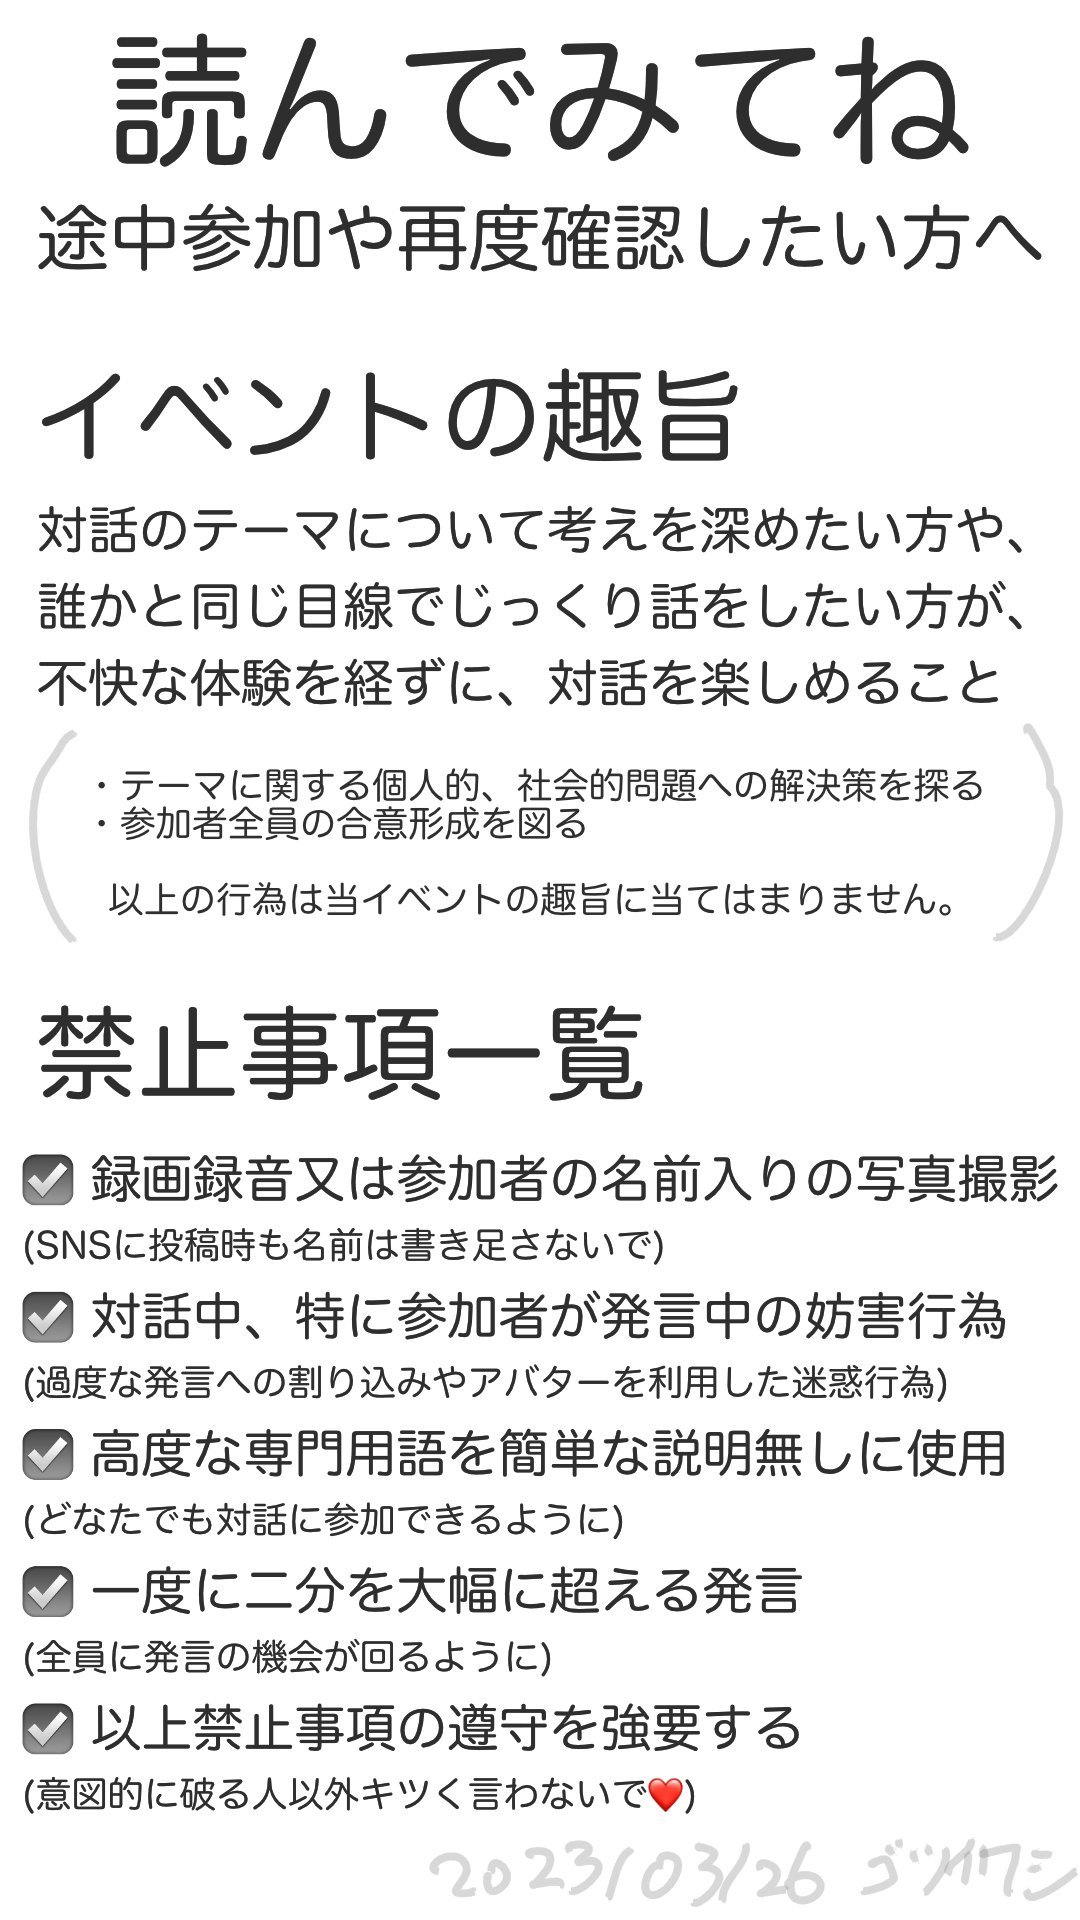 読んでみてね
途中参加や再度確認したい方へ
イベントの趣旨
対話のテーマについて考えを深めたい方や、
誰かと同じ目線でじっくり話をしたい方が、
不快な体験を経ずに、対話を楽しめること
・テーマに関する個人的、社会的問題への解決策を探る
・参加者全員の合意形成を図る
以上の行為は当イベントの趣旨に当てはまりません。
禁止事項一覧
☑ 録画録音又は参加者の名前入りの写真撮影
(SNSに投稿時も名前は書き足さないで)
☑ 対話中、特に参加者が発言中の妨害行為
(過度な発言への割り込みやアバターを利用した迷惑行為)
☑ 高度な専門用語を簡単な説明無しに使用
(どなたでも対話に参加できるように)
☑ 一度に二分を大幅に超える発言
(全員に発言の機会が回るように)
☑ 以上禁止事項の遵守を強要する
(意図的に破る人以外キツく言わないで❤️)
2023/03/26